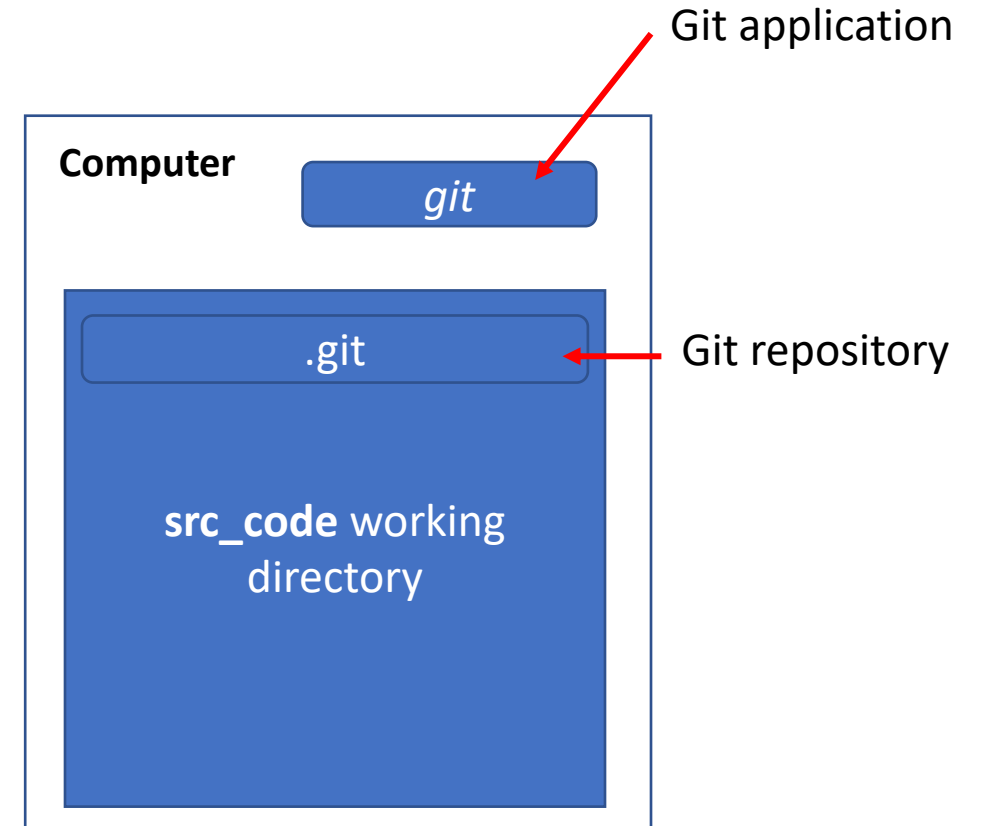 Git application
Computer
git
.git
Git repository
src_code working
directory